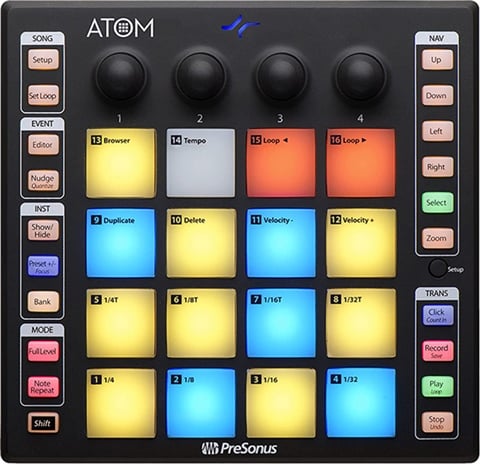 ATOM
SONG
Setup
Set Loop
EVENT
Editor
Nudge
Quantize
INST
Show/
Hide
Preset +/-
Focus
Bank
MODE
Full Level
Note
Repeat
Shift
1 2 3 4
13 Browser
14 Tempo
15 Loop ◄
16 Loop ►
9 Duplicate
10 Delete
11 Velocity -
12 Velocity +
5 1/4T
6 1/8T
7 1/16T
8 1/32T
1 1/4
2 1/8
3 1/16
4 1/32
PreSonus
NAV
Up
Down
Left
Right
Select
Zoom
Setup
TRANS
Click
Count In
Record
Save
Play
Loop
Stop
Undo